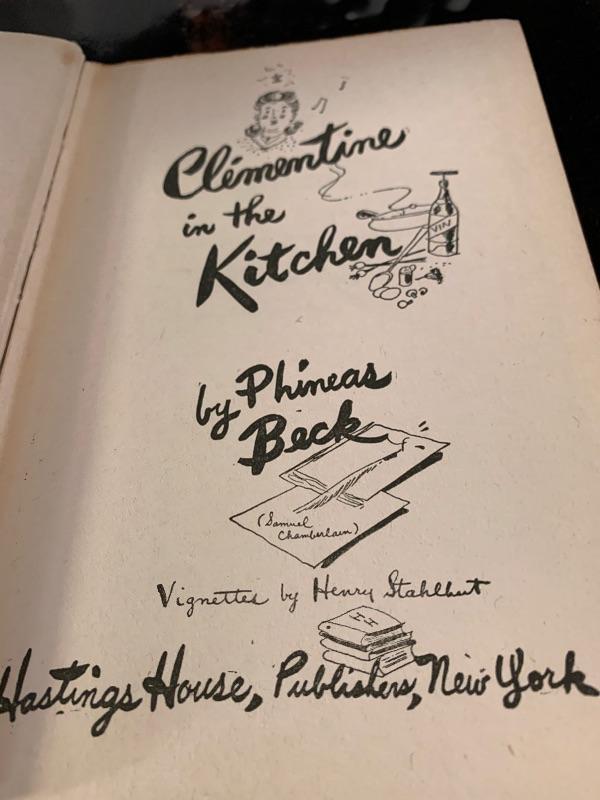 Clémentine
in the
Kitchen
VIN
by Phineas
Beck
(Samuel
Chamberlain)
Vignettes by Henry Stahlhut
HH
Hastings House, Publishers, New York